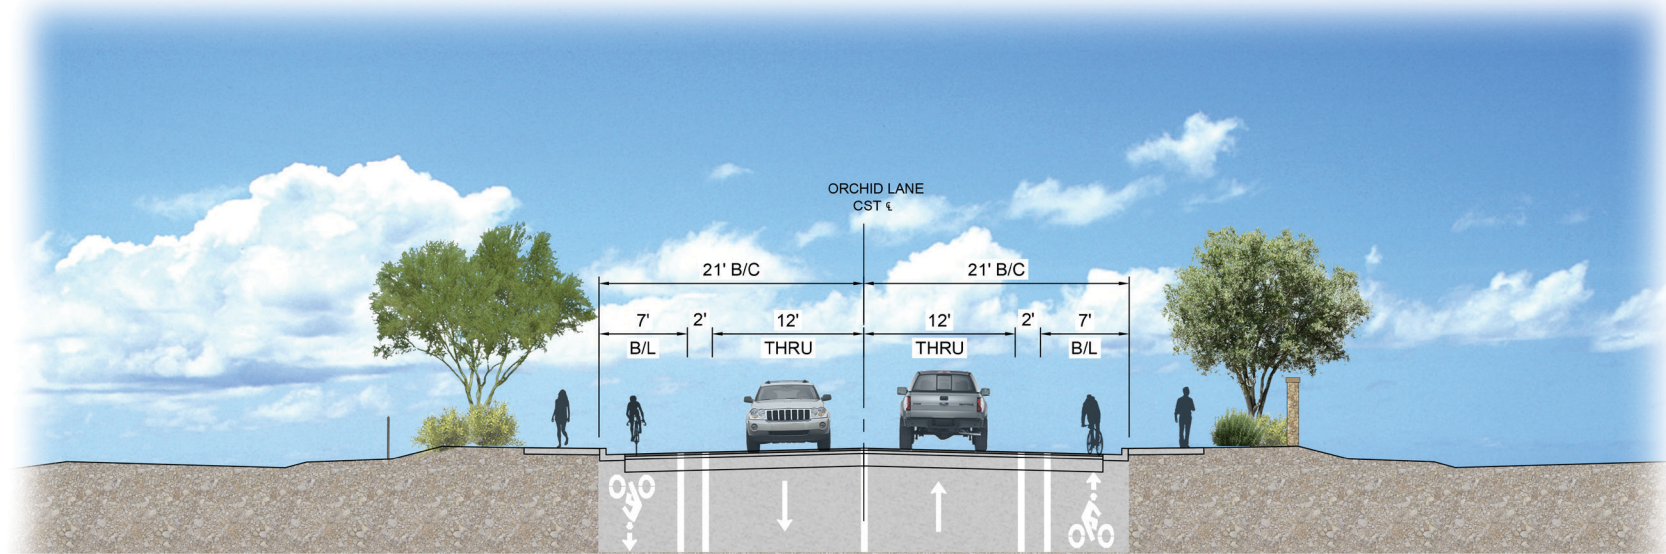 ORCHID LANE
CST ℄
21' B/C 21' B/C
7' 2' 12' 12' 2' 7'
B/L THRU THRU B/L